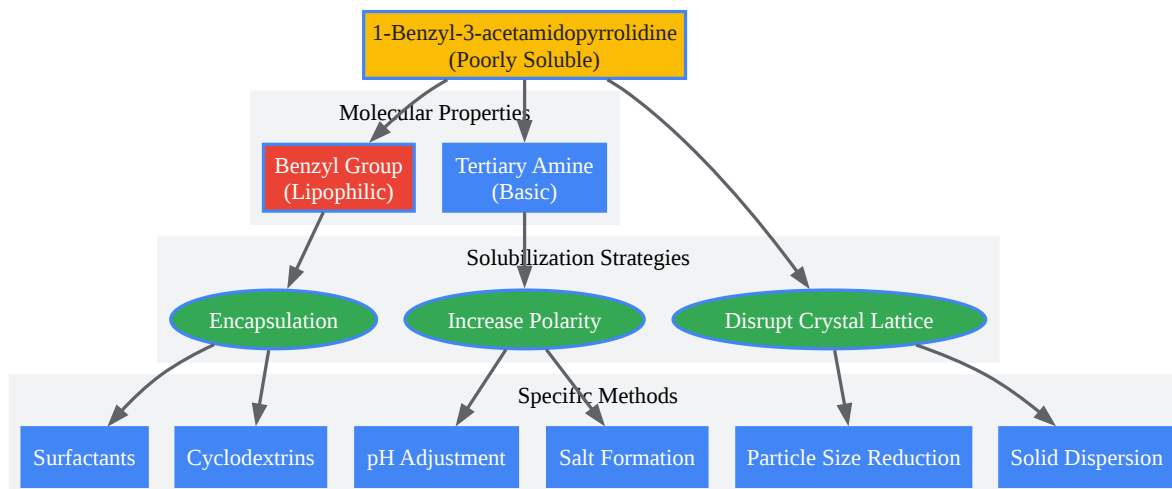 1-Benzyl-3-acetamidopyrrolidine
(Poorly Soluble)
Molecular Properties
Benzyl Group
(Lipophilic)
Tertiary Amine
(Basic)
Solubilization Strategies
Encapsulation
Increase Polarity
Disrupt Crystal Lattice
Specific Methods
Surfactants
Cyclodextrins
pH Adjustment
Salt Formation
Particle Size Reduction
Solid Dispersion